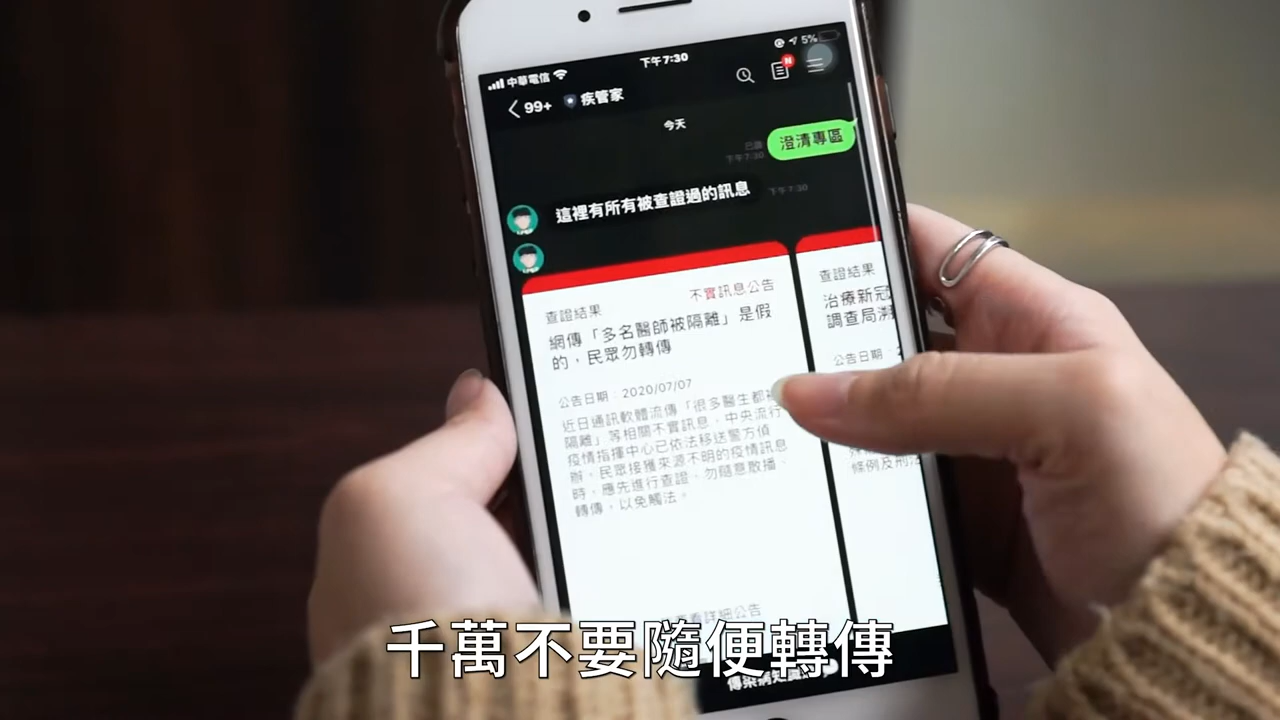 中華電信
下午7:30
5%
99+ 疾管家
N
今天
澄清專區
已讀
下午7:30
這裡有所有被查證過的訊息
下午7:30
查證結果
不實訊息公告
網傳「多名醫師被隔離」是假
的，民眾勿轉傳
公告日期：2020/07/07
近日通訊軟體流傳「很多醫生都被
隔離」等相關不實訊息，中央流行
疫情指揮中心已依法移送警方偵
辦。民眾接獲來源不明的疫情訊息
時，應先進行查證，勿隨意散播、
轉傳，以免觸法。
看詳細公告
查證結果
治療新冠
調查局溯
公告日期：
條例及刑法
千萬不要隨便轉傳